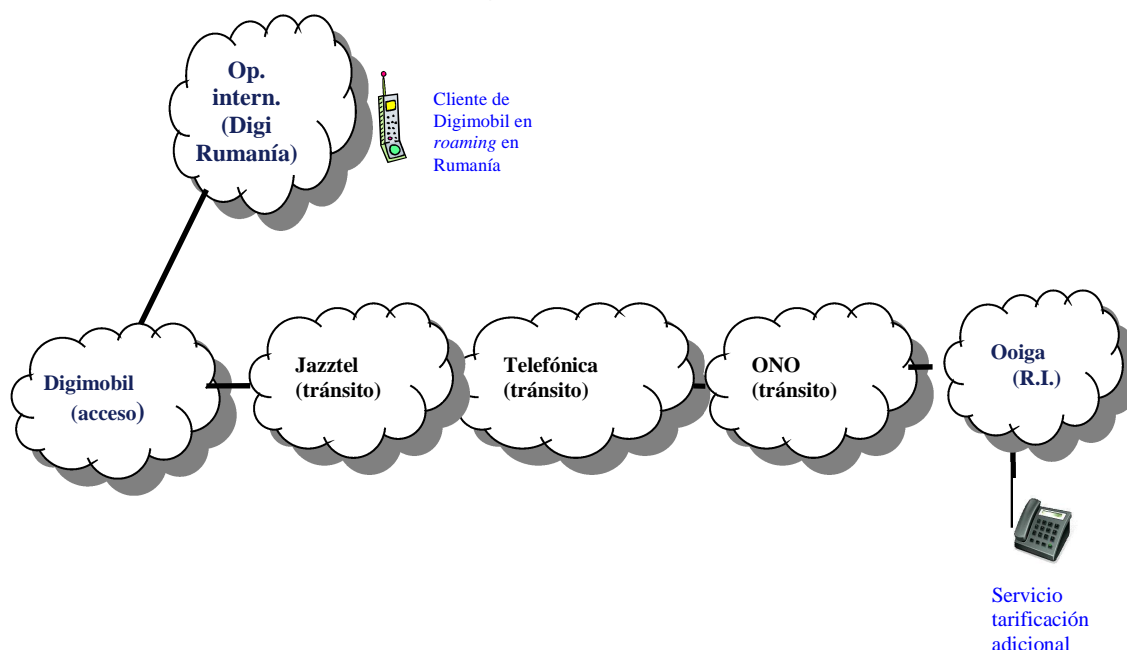 Op.
intern.
(Digi
Rumanía)
Cliente de
Digimobil en
roaming en
Rumanía
Digimobil
(acceso)
Jazztel
(tránsito)
Telefónica
(tránsito)
ONO
(tránsito)
Ooiga
(R.I.)
Servicio
tarificación
adicional